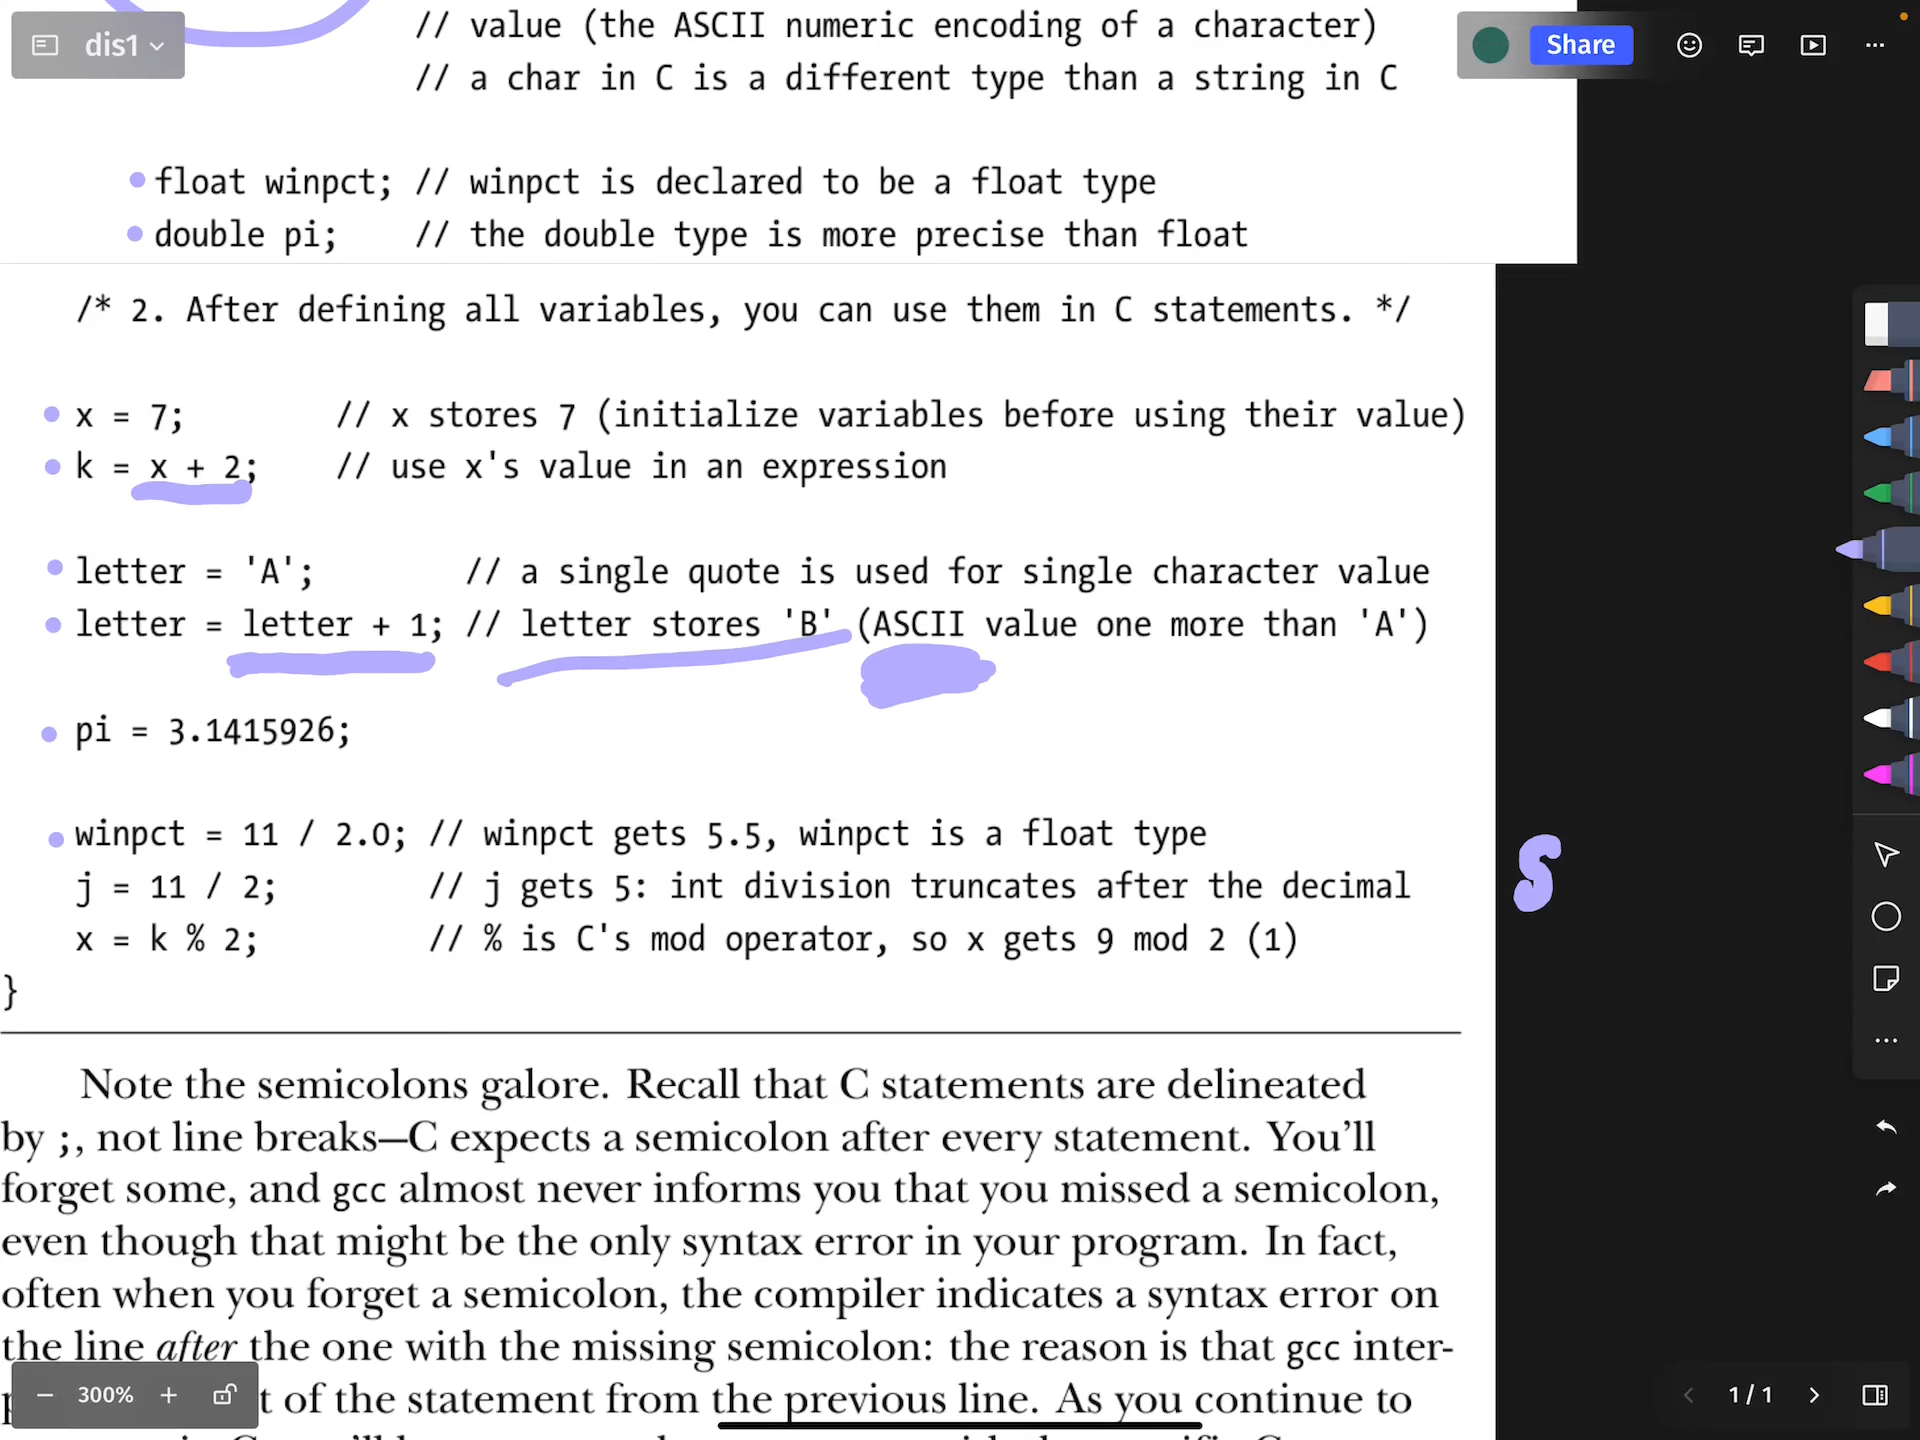 dis1
// value (the ASCII numeric encoding of a character)
Share
// a char in C is a different type than a string in C
float winpct; // winpct is declared to be a float type
double pi; // the double type is more precise than float
/* 2. After defining all variables, you can use them in C statements. */
x = 7; // x stores 7 (initialize variables before using their value)
k = x + 2; // use x's value in an expression
letter = 'A'; // a single quote is used for single character value
letter = letter + 1; // letter stores 'B' (ASCII value one more than 'A')
pi = 3.1415926;
winpct = 11 / 2.0; // winpct gets 5.5, winpct is a float type
j = 11 / 2; // j gets 5: int division truncates after the decimal
x = k % 2; // % is C's mod operator, so x gets 9 mod 2 (1)
}
Note the semicolons galore. Recall that C statements are delineated
by ;, not line breaks—C expects a semicolon after every statement. You'll
forget some, and gcc almost never informs you that you missed a semicolon,
even though that might be the only syntax error in your program. In fact,
often when you forget a semicolon, the compiler indicates a syntax error on
the line after the one with the missing semicolon: the reason is that gcc inter-
of the statement from the previous line. As you continue to
300%
1 / 1